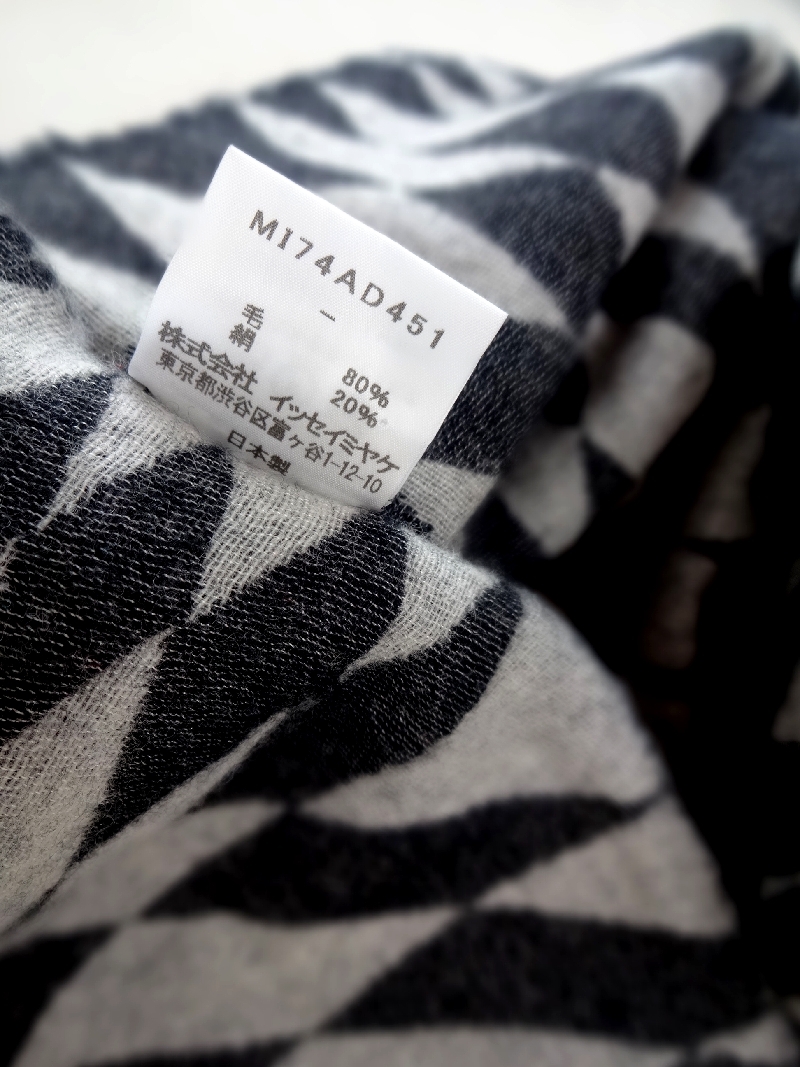 MI74AD451
-
毛 80%
絹 20%
株式会社 イッセイミヤケ
東京都渋谷区富ヶ谷1-12-10
日本製